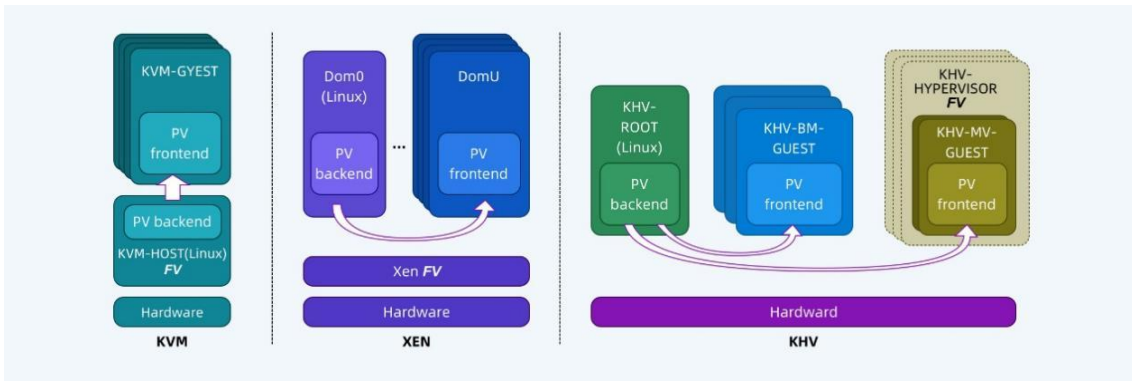 KVM-GYEST
PV
frontend
PV backend
KVM-HOST(Linux)
FV
Hardware
KVM
Dom0
(Linux)
PV
backend
...
DomU
PV
frontend
Xen FV
Hardware
XEN
KHV-
ROOT
(Linux)
PV
backend
KHV-BM-
GUEST
PV
frontend
KHV-
HYPERVISOR
FV
KHV-MV-
GUEST
PV
frontend
Hardward
KHV